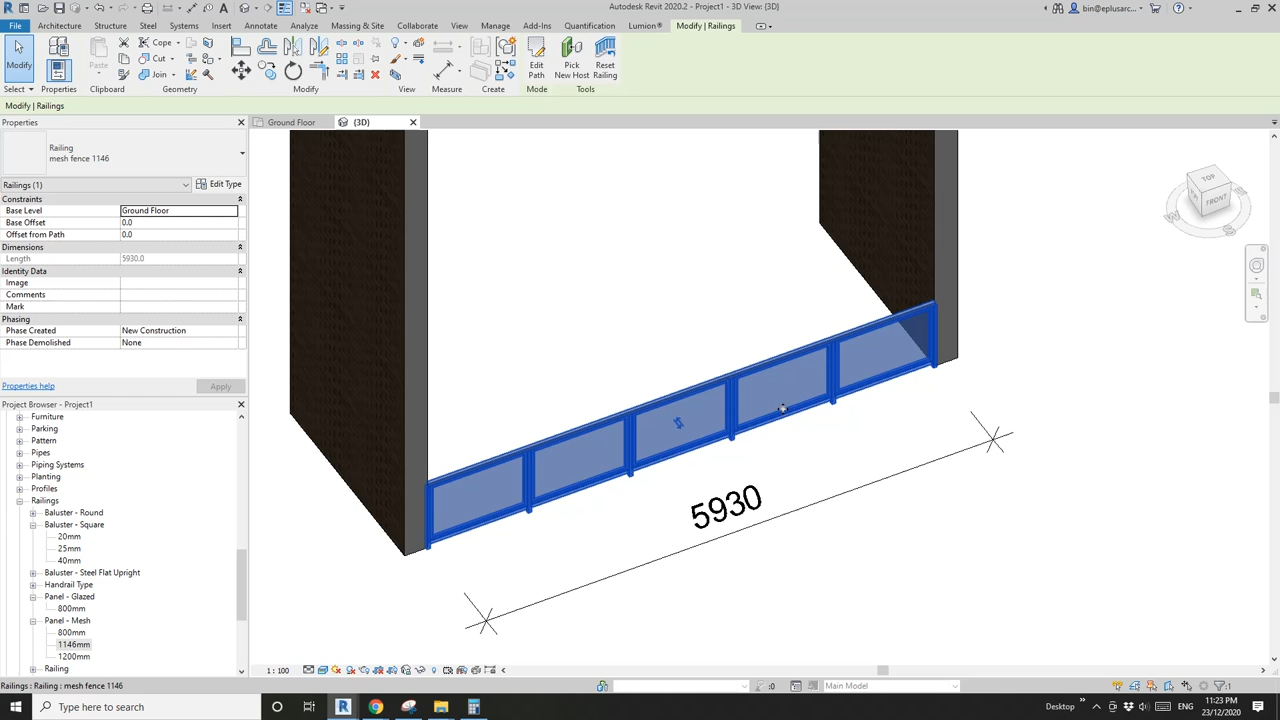 Autodesk Revit 2020.2 - Project1 - 3D View: {3D}
bin@eplusarc...
File Architecture Structure Steel Systems Insert Annotate Analyze Massing & Site Collaborate View Manage Add-Ins Quantification Lumion® Modify | Railings
Modify Paste Cope Cut Join Edit Path Pick New Host Reset Railing
Select Properties Clipboard Geometry Modify View Measure Create Mode Tools
Modify | Railings
Properties
Ground Floor
{3D}
Railing
mesh fence 1146
Railings (1) Edit Type
Constraints
Base Level Ground Floor
Base Offset 0.0
Offset from Path 0.0
Dimensions
Length 5930.0
Identity Data
Image
Comments
Mark
Phasing
Phase Created New Construction
Phase Demolished None
Properties help Apply
Project Browser - Project1
Furniture
Parking
Pattern
Pipes
Piping Systems
Planting
Profiles
Railings
Baluster - Round
Baluster - Square
20mm
25mm
40mm
Baluster - Steel Flat Upright
Handrail Type
Panel - Glazed
800mm
Panel - Mesh
800mm
1146mm
1200mm
Railing
TOP
FRONT
5930
1 : 100
Railings : Railing : mesh fence 1146
:0
Main Model
:1
Type here to search
Desktop
11:23 PM
23/12/2020